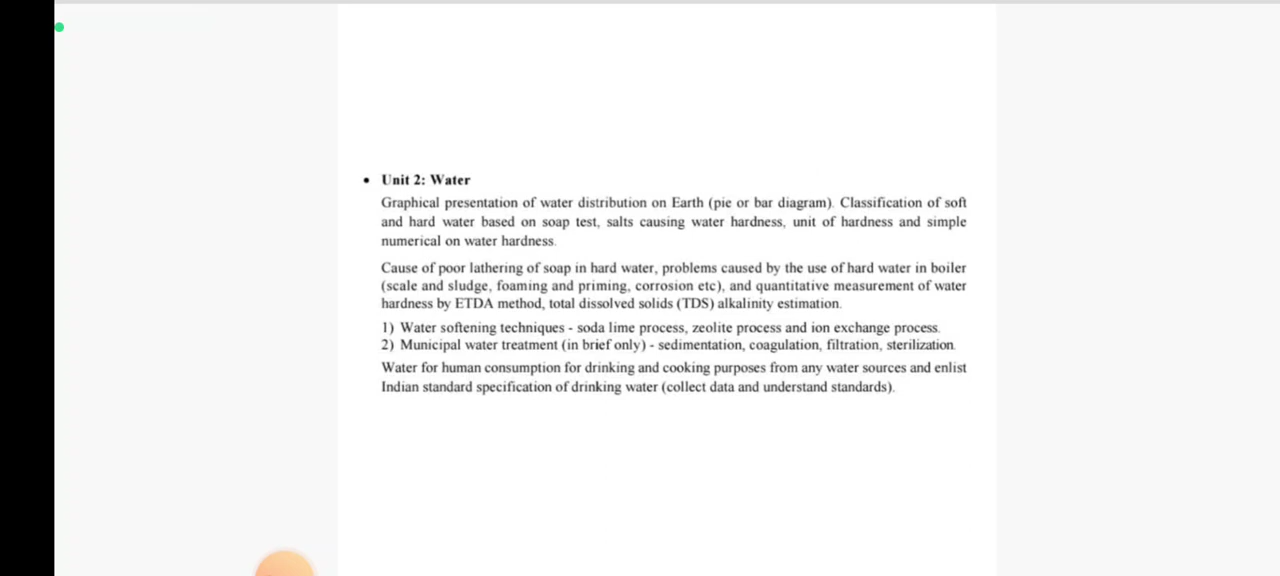 • Unit 2: Water
Graphical presentation of water distribution on Earth (pie or bar diagram). Classification of soft
and hard water based on soap test, salts causing water hardness, unit of hardness and simple
numerical on water hardness.
Cause of poor lathering of soap in hard water, problems caused by the use of hard water in boiler
(scale and sludge, foaming and priming, corrosion etc), and quantitative measurement of water
hardness by ETDA method, total dissolved solids (TDS) alkalinity estimation.
1) Water softening techniques - soda lime process, zeolite process and ion exchange process.
2) Municipal water treatment (in brief only) - sedimentation, coagulation, filtration, sterilization.
Water for human consumption for drinking and cooking purposes from any water sources and enlist
Indian standard specification of drinking water (collect data and understand standards).